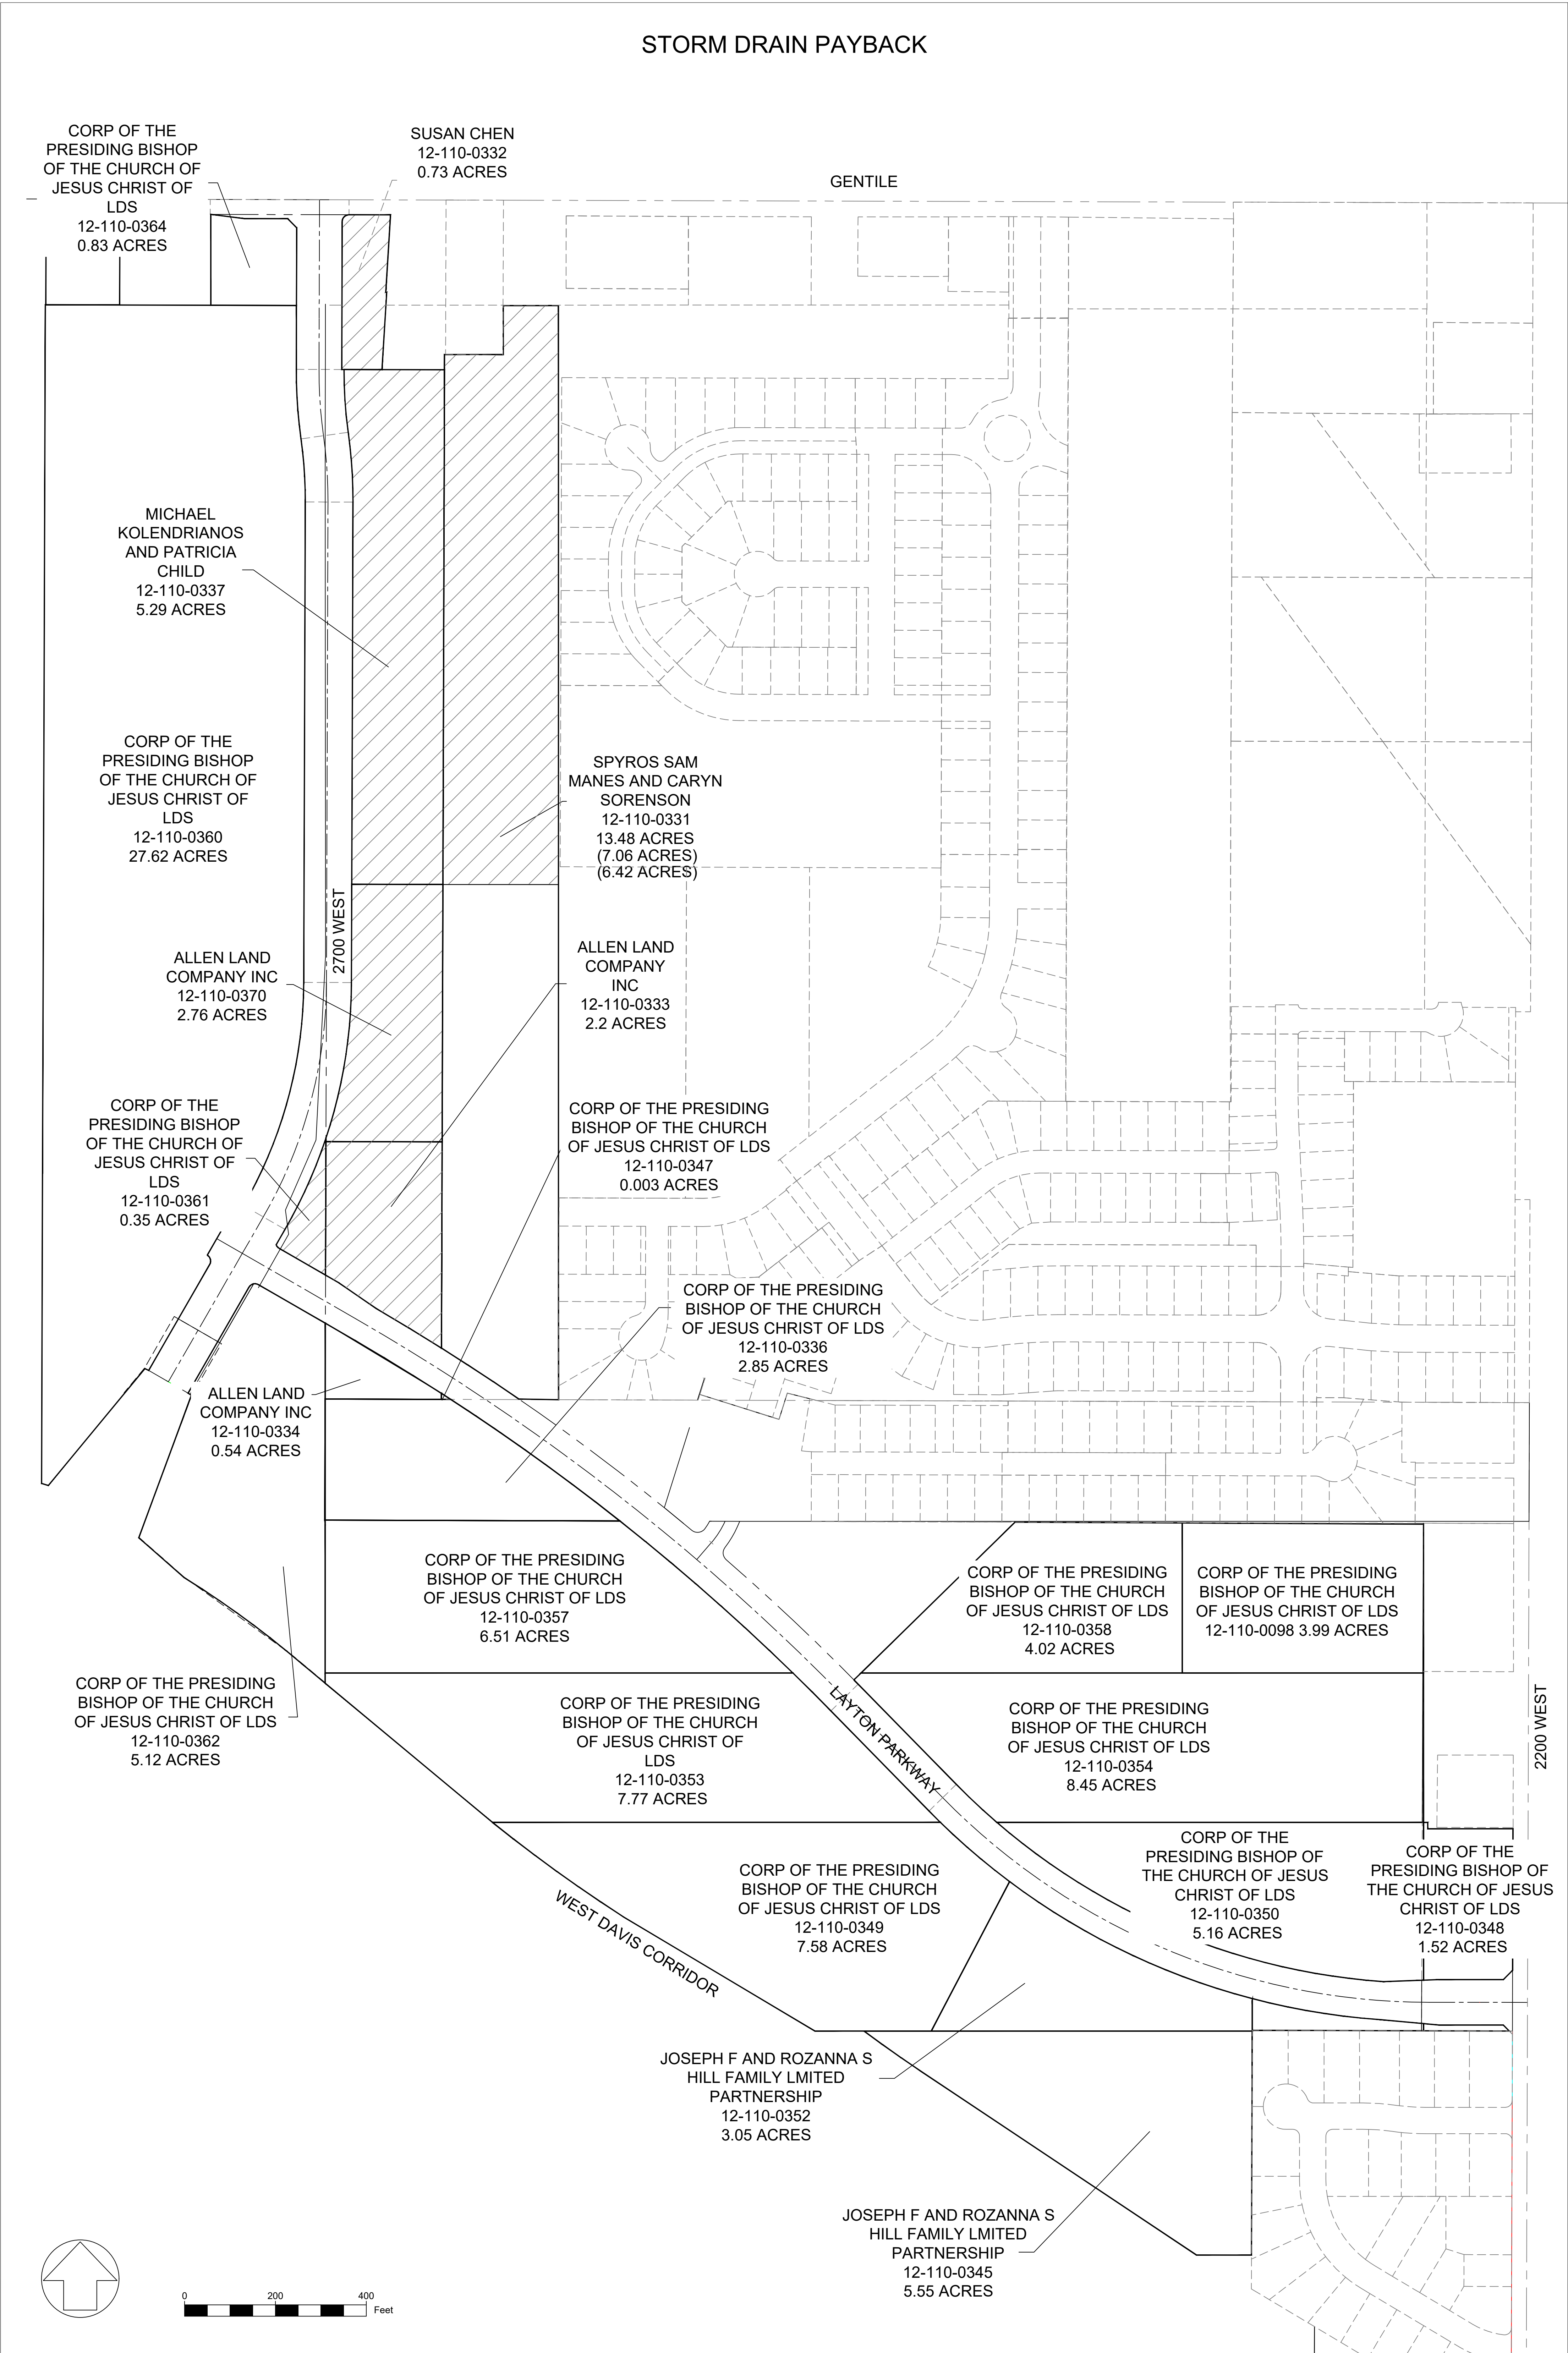 STORM DRAIN PAYBACK
CORP OF THE
PRESIDING BISHOP
OF THE CHURCH OF
JESUS CHRIST OF
LDS
12-110-0364
0.83 ACRES
SUSAN CHEN
12-110-0332
0.73 ACRES
GENTILE
MICHAEL
KOLENDRIANOS
AND PATRICIA
CHILD
12-110-0337
5.29 ACRES
CORP OF THE
PRESIDING BISHOP
OF THE CHURCH OF
JESUS CHRIST OF
LDS
12-110-0360
27.62 ACRES
SPYROS SAM
MANES AND CARYN
SORENSON
12-110-0331
13.48 ACRES
(7.06 ACRES)
(6.42 ACRES)
2700 WEST
ALLEN LAND
COMPANY INC
12-110-0370
2.76 ACRES
ALLEN LAND
COMPANY
INC
12-110-0333
2.2 ACRES
CORP OF THE
PRESIDING BISHOP
OF THE CHURCH OF
JESUS CHRIST OF
LDS
12-110-0361
0.35 ACRES
CORP OF THE PRESIDING
BISHOP OF THE CHURCH
OF JESUS CHRIST OF LDS
12-110-0347
0.003 ACRES
CORP OF THE PRESIDING
BISHOP OF THE CHURCH
OF JESUS CHRIST OF LDS
12-110-0336
2.85 ACRES
ALLEN LAND
COMPANY INC
12-110-0334
0.54 ACRES
CORP OF THE PRESIDING
BISHOP OF THE CHURCH
OF JESUS CHRIST OF LDS
12-110-0357
6.51 ACRES
CORP OF THE PRESIDING
BISHOP OF THE CHURCH
OF JESUS CHRIST OF LDS
12-110-0358
4.02 ACRES
CORP OF THE PRESIDING
BISHOP OF THE CHURCH
OF JESUS CHRIST OF LDS
12-110-0098 3.99 ACRES
CORP OF THE PRESIDING
BISHOP OF THE CHURCH
OF JESUS CHRIST OF LDS
12-110-0362
5.12 ACRES
CORP OF THE PRESIDING
BISHOP OF THE CHURCH
OF JESUS CHRIST OF
LDS
12-110-0353
7.77 ACRES
LAYTON PARKWAY
CORP OF THE PRESIDING
BISHOP OF THE CHURCH
OF JESUS CHRIST OF LDS
12-110-0354
8.45 ACRES
2200 WEST
CORP OF THE PRESIDING
BISHOP OF THE CHURCH
OF JESUS CHRIST OF LDS
12-110-0349
7.58 ACRES
CORP OF THE
PRESIDING BISHOP OF
THE CHURCH OF JESUS
CHRIST OF LDS
12-110-0350
5.16 ACRES
CORP OF THE
PRESIDING BISHOP OF
THE CHURCH OF JESUS
CHRIST OF LDS
12-110-0348
1.52 ACRES
WEST DAVIS CORRIDOR
JOSEPH F AND ROZANNA S
HILL FAMILY LMITED
PARTNERSHIP
12-110-0352
3.05 ACRES
JOSEPH F AND ROZANNA S
HILL FAMILY LMITED
PARTNERSHIP
12-110-0345
5.55 ACRES
0 200 400
Feet